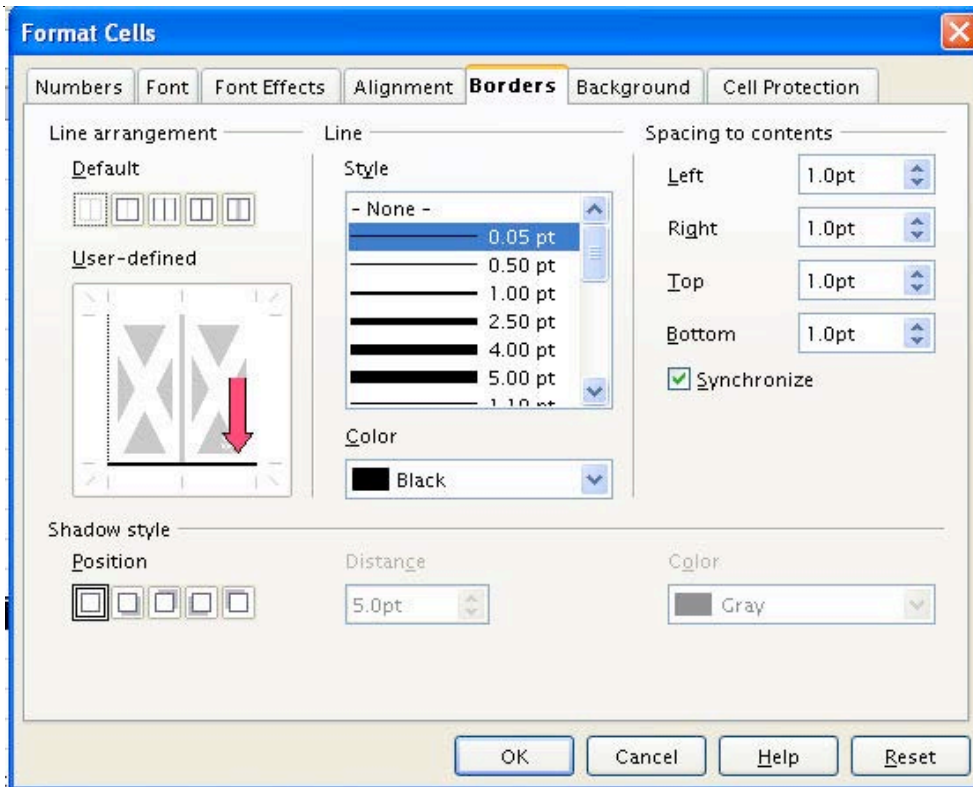 Format Cells
Numbers Font Font Effects Alignment Borders Background Cell Protection
Line arrangement
Default
User-defined
Line
Style
- None -
0.05 pt
0.50 pt
1.00 pt
2.50 pt
4.00 pt
5.00 pt
1.10 pt
Color
Black
Spacing to contents
Left 1.0pt
Right 1.0pt
Top 1.0pt
Bottom 1.0pt
Synchronize
Shadow style
Position
Distance
5.0pt
Color
Gray
OK Cancel Help Reset